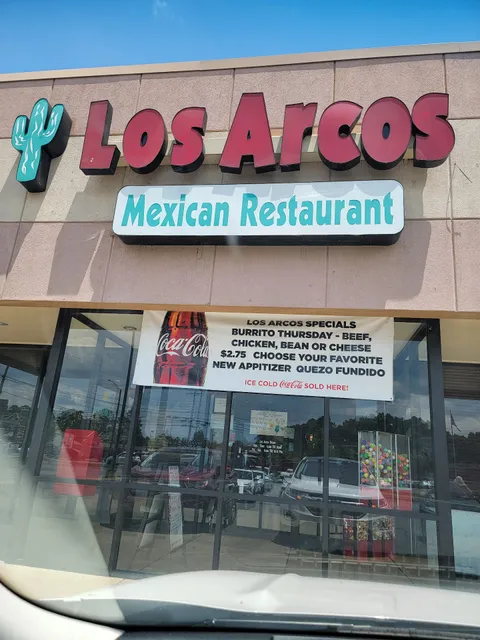 Los Arcos
Mexican Restaurant
LOS ARCOS SPECIALS
BURRITO THURSDAY - BEEF,
CHICKEN, BEAN OR CHEESE
$2.75 CHOOSE YOUR FAVORITE
NEW APPITIZER QUEZO FUNDIDO
ICE COLD Coca-Cola SOLD HERE!
Coca-Cola